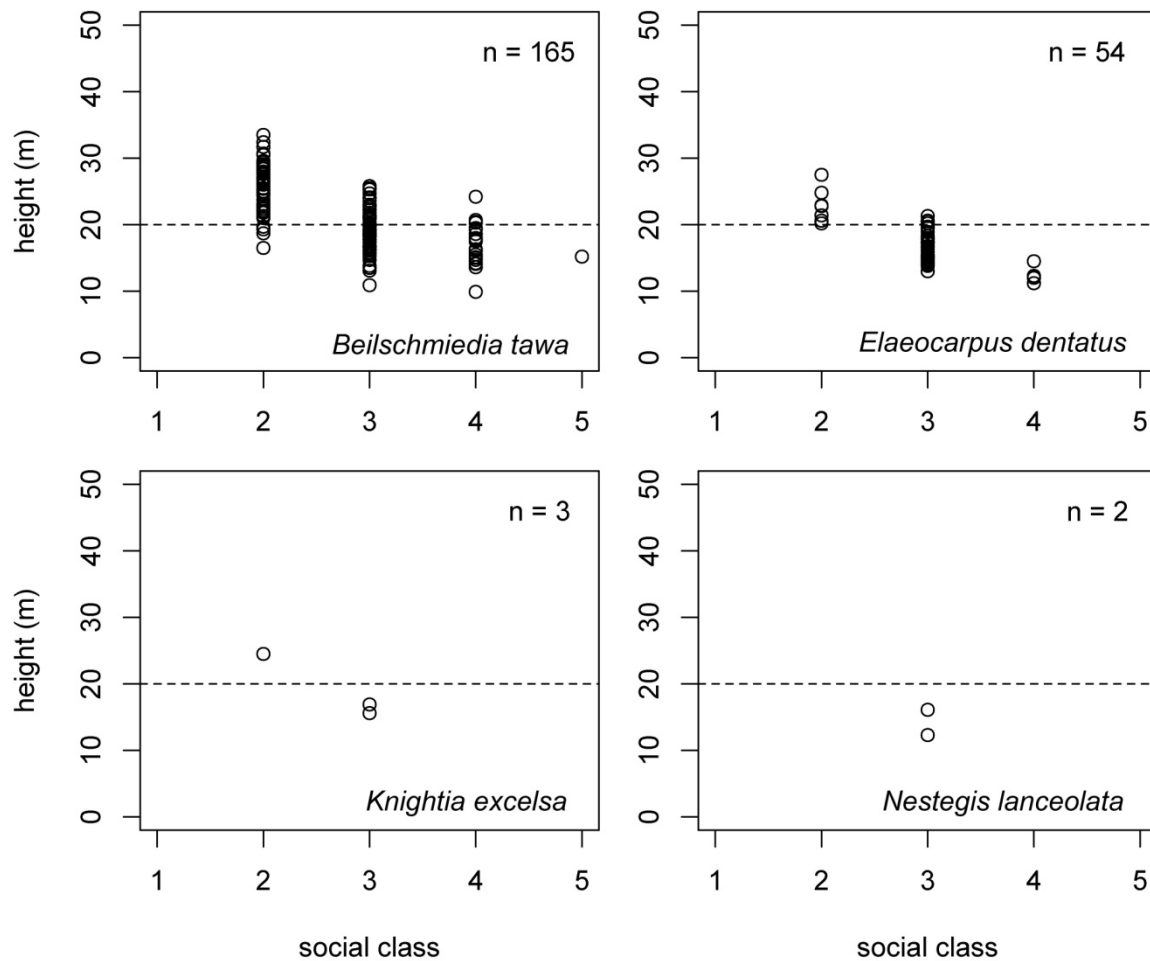 50
40
30
20
10
0
height (m)
n = 165
Beilschmiedia tawa
1 2 3 4 5
50
40
30
20
10
0
n = 54
Elaeocarpus dentatus
1 2 3 4 5
50
40
30
20
10
0
height (m)
n = 3
Knightia excelsa
1 2 3 4 5
social class
50
40
30
20
10
0
n = 2
Nestegis lanceolata
1 2 3 4 5
social class